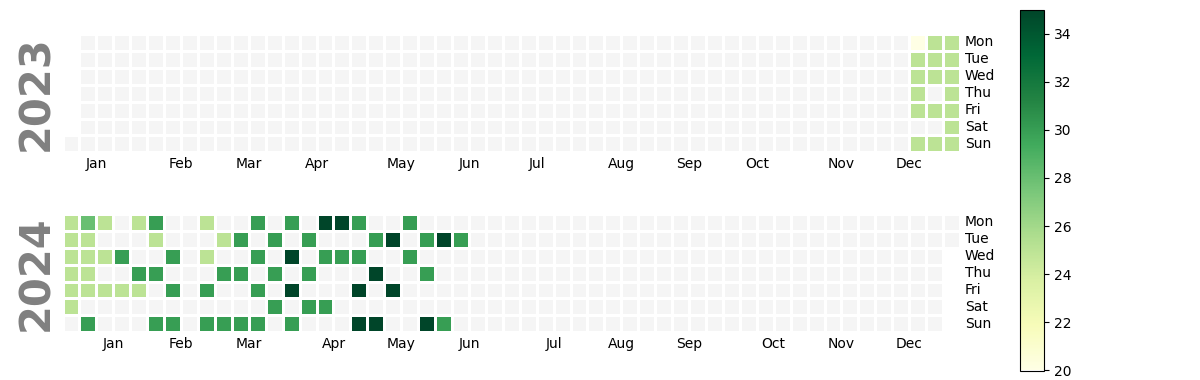 2023
Mon
Tue
Wed
Thu
Fri
Sat
Sun
Jan Feb Mar Apr May Jun Jul Aug Sep Oct Nov Dec
2024
Mon
Tue
Wed
Thu
Fri
Sat
Sun
Jan Feb Mar Apr May Jun Jul Aug Sep Oct Nov Dec
34
32
30
28
26
24
22
20